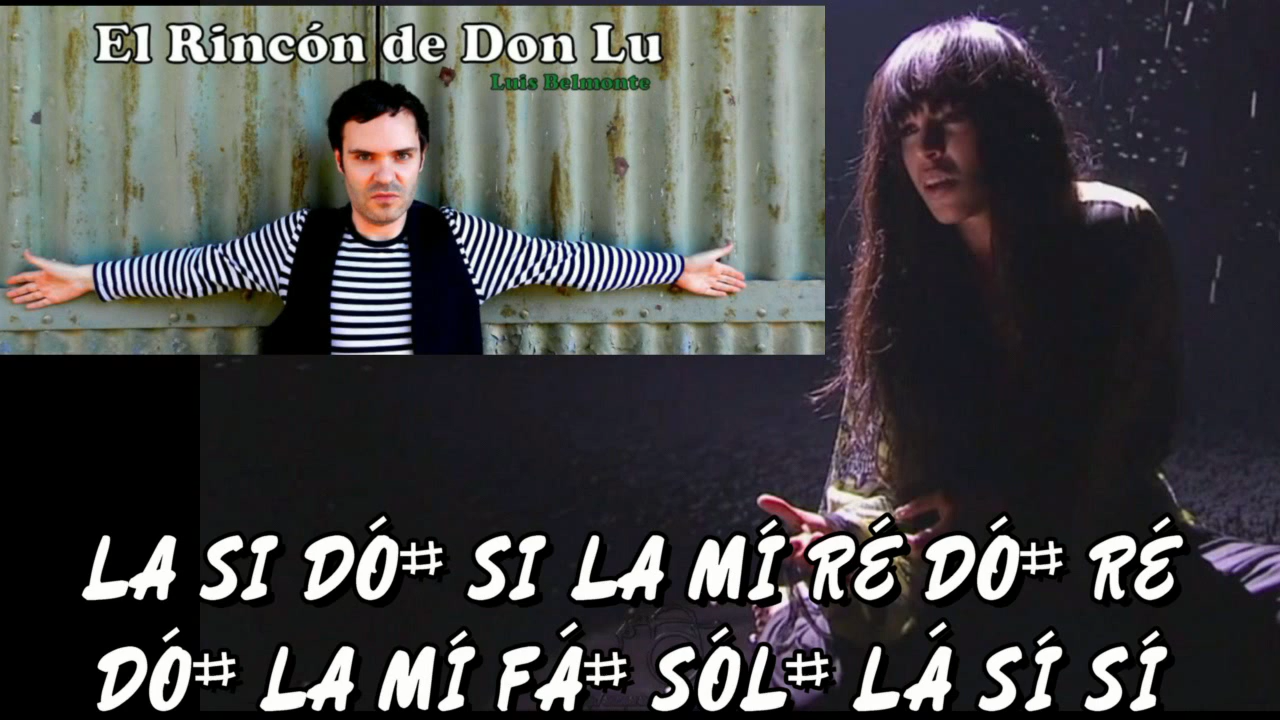 El Rincón de Don Lu
Luis Belmonte
LA SI DÓ# SI LA MÍ RÉ DÓ# RÉ
DÓ# LA MÍ FÁ# SÓL# LÁ SÍ SÍ